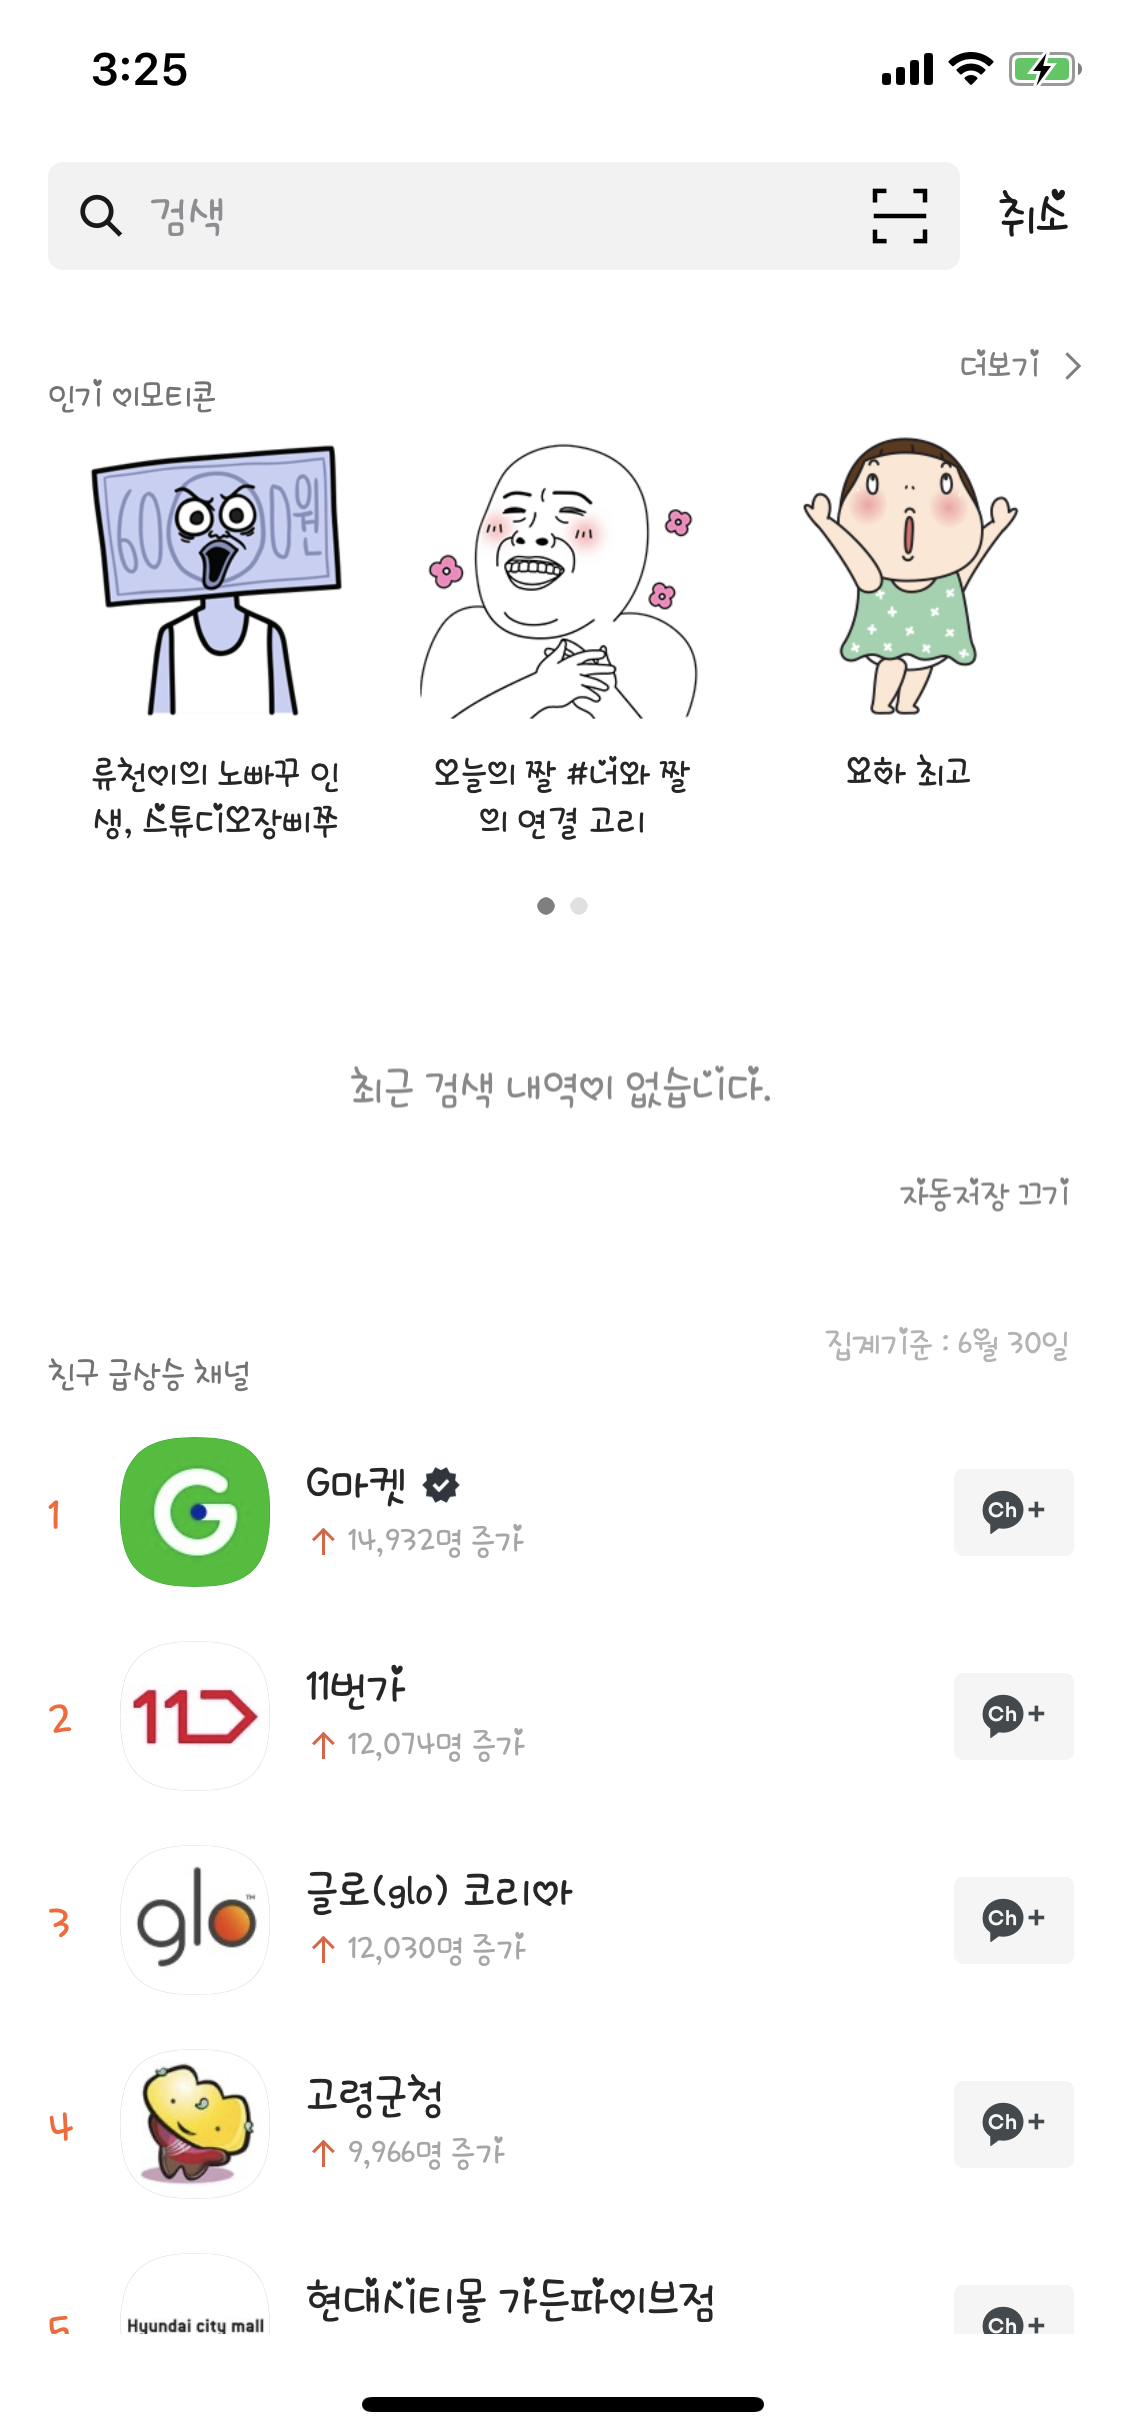 3:25
검색
취소
더보기
인기 이모티콘
6000원
류천이의 노빠꾸 인
생, 스튜디오장삐쭈
오늘의 짤 #너와 짤
의 연결 고리
요하 최고
최근 검색 내역이 없습니다.
자동저장 끄기
집계기준 : 6월 30일
친구 급상승 채널
1
G
G마켓
14,932명 증가
Ch+
2
11
11번가
12,074명 증가
Ch+
3
glo™
글로(glo) 코리아
12,030명 증가
Ch+
4
고령군청
9,966명 증가
Ch+
5
Hyundai city mall
현대시티몰 가든파이브점
Ch+